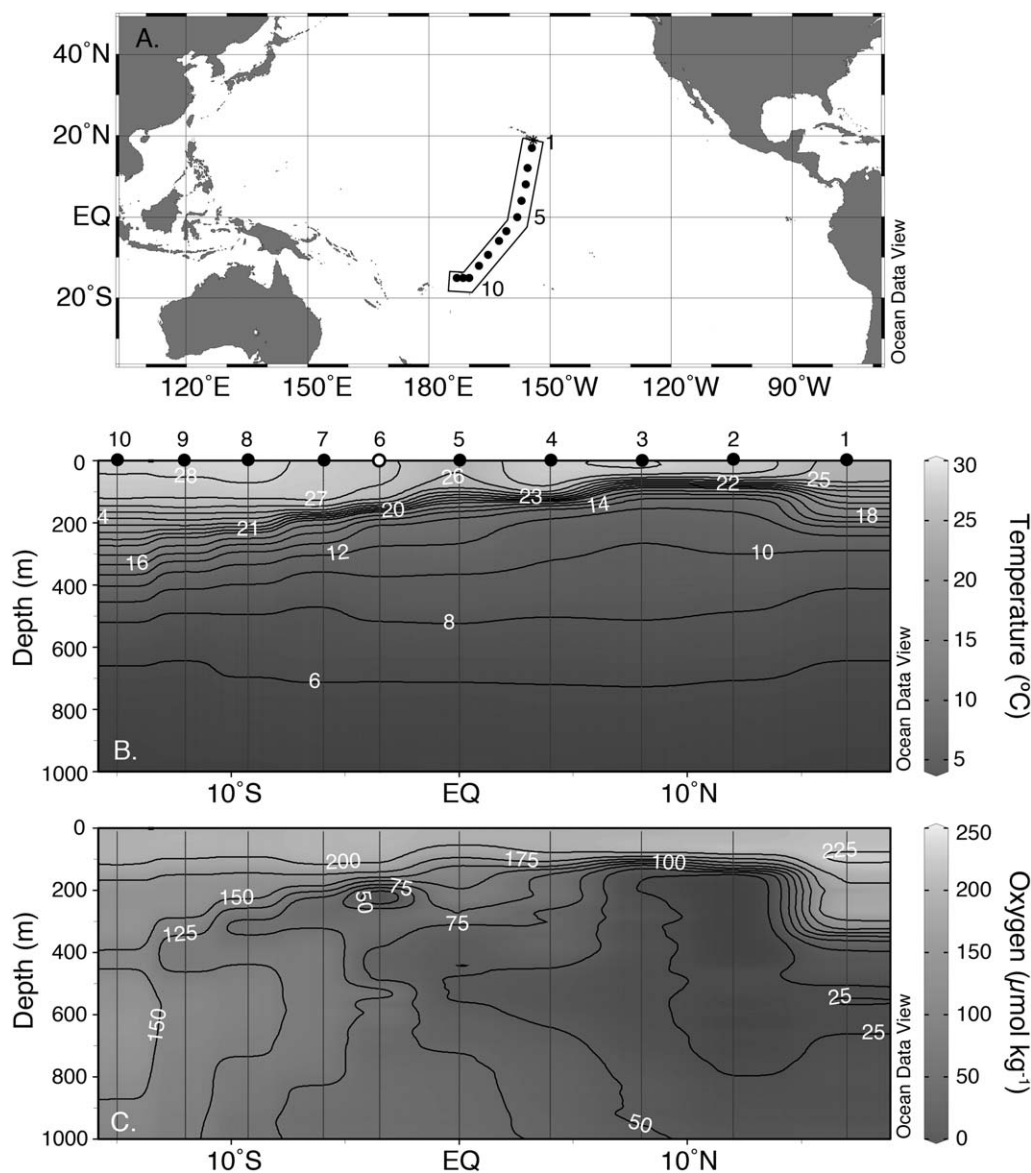 A.
40°N
20°N
EQ
20°S
1
5
10
120°E 150°E 180°W 150°W 120°W 90°W
Ocean Data View
10 9 8 7 6 5 4 3 2 1
0
200
400
600
800
1000
Depth (m)
28 27 26 25
4 21 20 23 14 22 18
16 12 10
8
6
B.
10°S EQ 10°N
Ocean Data View
30
25
20
15
10
5
Temperature (°C)
0
200
400
600
800
1000
Depth (m)
200 175 100 225
150 75
50
125 75
150 25
25
50
C.
10°S EQ 10°N
Ocean Data View
250
200
150
100
50
0
Oxygen (µmol kg-1)